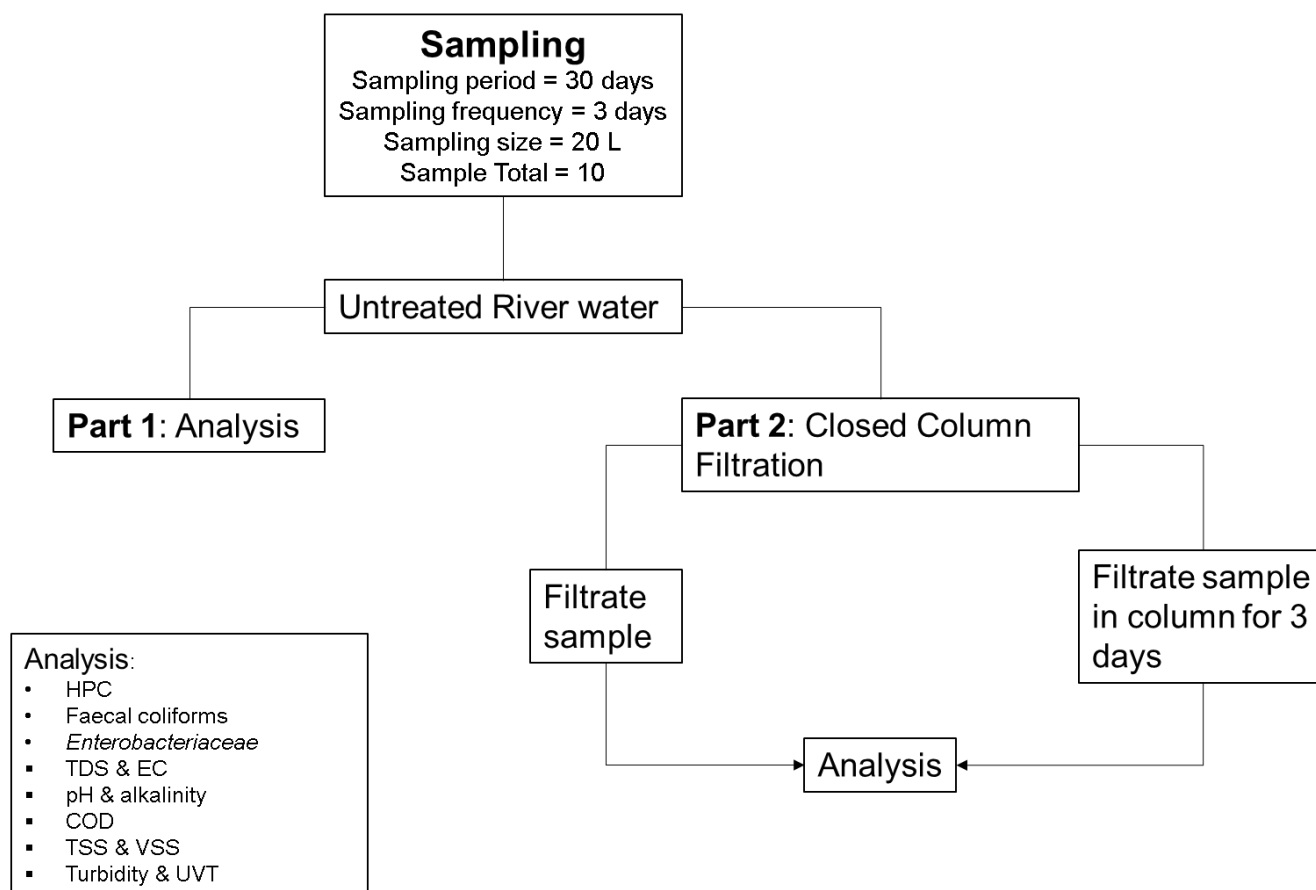 Sampling
Sampling period = 30 days
Sampling frequency = 3 days
Sampling size = 20 L
Sample Total = 10
Untreated River water
Part 1: Analysis
Part 2: Closed Column
Filtration
Filtrate
sample
Filtrate sample
in column for 3
days
Analysis
Analysis:
• HPC
• Faecal coliforms
• Enterobacteriaceae
▪ TDS & EC
▪ pH & alkalinity
▪ COD
▪ TSS & VSS
▪ Turbidity & UVT